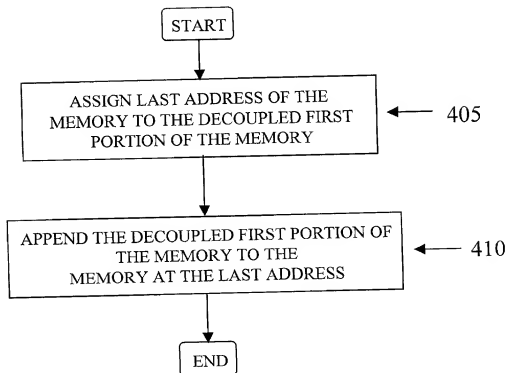 START
ASSIGN LAST ADDRESS OF THE
MEMORY TO THE DECOUPLED FIRST
PORTION OF THE MEMORY
405
APPEND THE DECOUPLED FIRST PORTION OF
THE MEMORY TO THE
MEMORY AT THE LAST ADDRESS
410
END